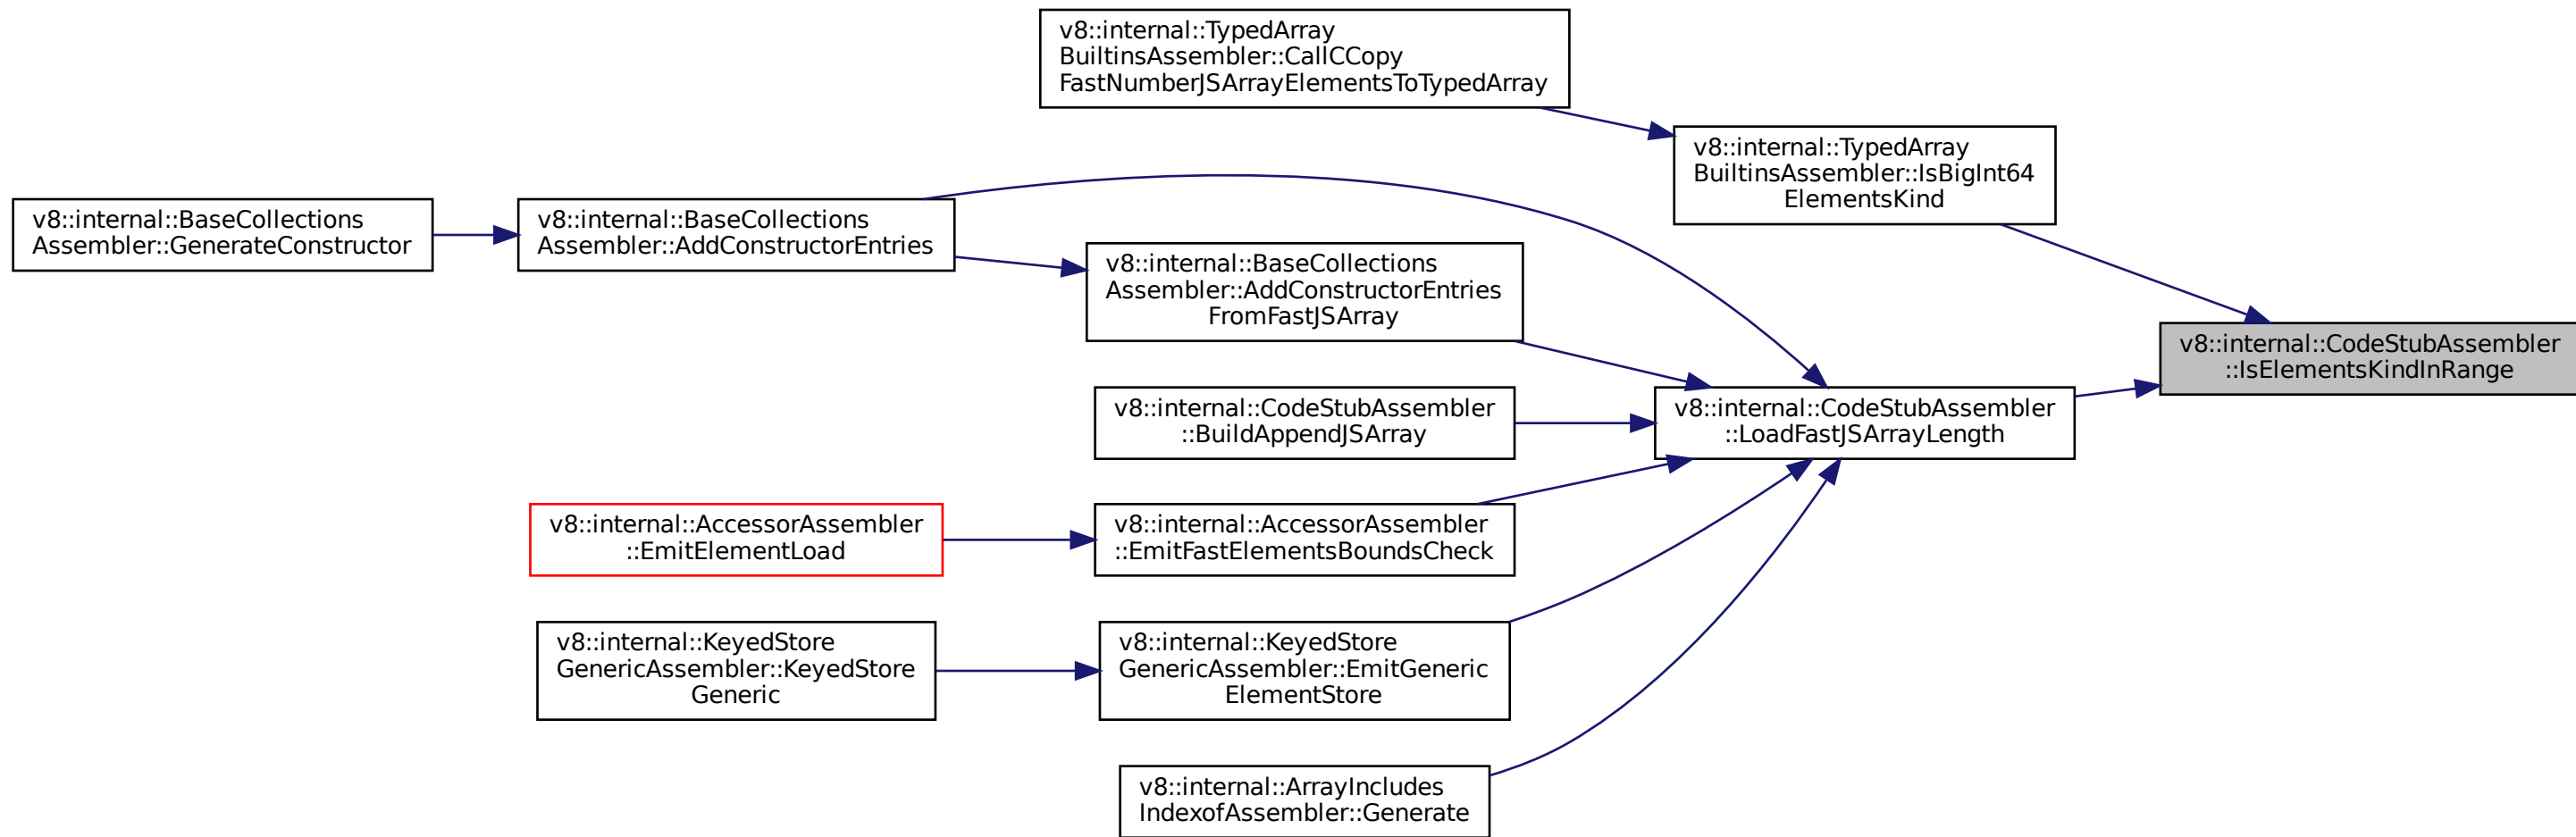 v8::internal::TypedArray
BuiltinsAssembler::CallCCopy
FastNumberJSArrayElementsToTypedArray
v8::internal::TypedArray
BuiltinsAssembler::IsBigInt64
ElementsKind
v8::internal::BaseCollections
Assembler::GenerateConstructor
v8::internal::BaseCollections
Assembler::AddConstructorEntries
v8::internal::BaseCollections
Assembler::AddConstructorEntries
FromFastJSArray
v8::internal::CodeStubAssembler
::IsElementsKindInRange
v8::internal::CodeStubAssembler
::BuildAppendJSArray
v8::internal::CodeStubAssembler
::LoadFastJSArrayLength
v8::internal::AccessorAssembler
::EmitElementLoad
v8::internal::AccessorAssembler
::EmitFastElementsBoundsCheck
v8::internal::KeyedStore
GenericAssembler::KeyedStore
Generic
v8::internal::KeyedStore
GenericAssembler::EmitGeneric
ElementStore
v8::internal::ArrayIncludes
IndexofAssembler::Generate